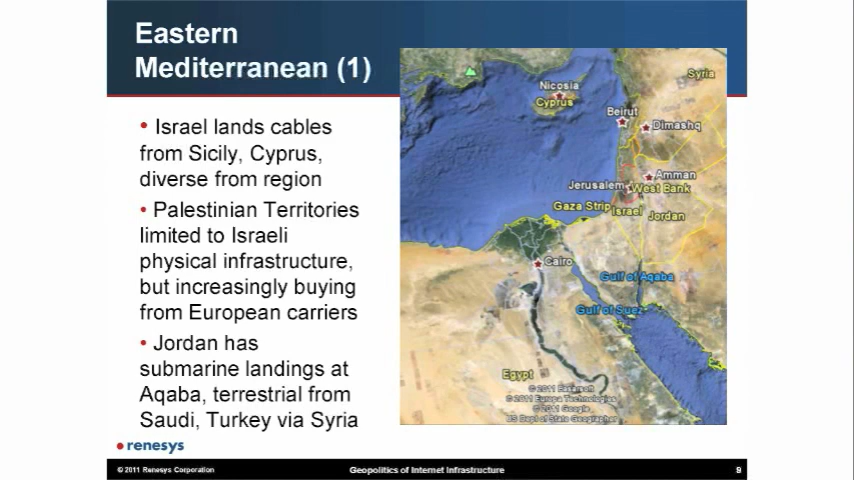 Eastern
Mediterranean (1)
• Israel lands cables
from Sicily, Cyprus,
diverse from region
• Palestinian Territories
limited to Israeli
physical infrastructure,
but increasingly buying
from European carriers
• Jordan has
submarine landings at
Aqaba, terrestrial from
Saudi, Turkey via Syria
Syria
Nicosia
Cyprus
Beirut
Dimashq
Amman
Jerusalem
West Bank
Gaza Strip
Israel
Jordan
Cairo
Gulf of Aqaba
Gulf of Suez
Egypt
© 2011 Europa Technologies
© 2011 Google
US Dept of State Geographer
renesys
© 2011 Renesys Corporation
Geopolitics of Internet Infrastructure
9